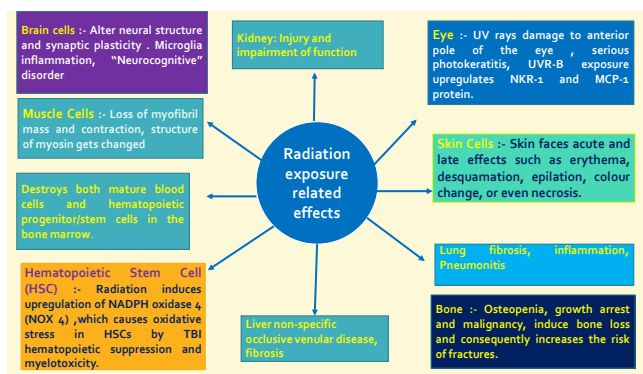 Brain cells :- Alter neural structure
and synaptic plasticity . Microglia
inflammation, “Neurocognitive”
disorder
Kidney: Injury and
impairment of function
Eye :- UV rays damage to anterior
pole of the eye , serious
photokeratitis, UVR-B exposure
upregulates NKR-1 and MCP-1
protein.
Muscle Cells :- Loss of myofibril
mass and contraction, structure
of myosin gets changed
Radiation
exposure
related
effects
Skin Cells :- Skin faces acute and
late effects such as erythema,
desquamation, epilation, colour
change, or even necrosis.
Destroys both mature blood
cells and hematopoietic
progenitor/stem cells in the
bone marrow.
Lung fibrosis, inflammation,
Pneumonitis
Hematopoietic Stem Cell
(HSC) :- Radiation induces
upregulation of NADPH oxidase 4
(NOX 4) ,which causes oxidative
stress in HSCs by TBI
hematopoietic suppression and
myelotoxicity.
Liver non-specific
occlusive venular disease,
fibrosis
Bone :- Osteopenia, growth arrest
and malignancy, induce bone loss
and consequently increases the risk
of fractures.